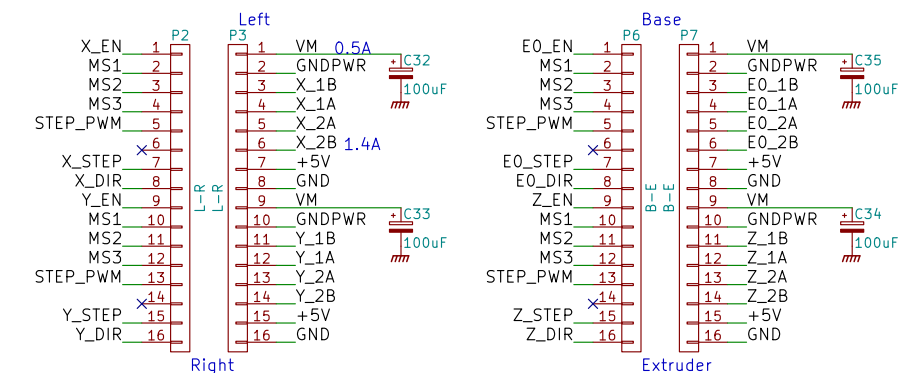 Left
Base
P2 P3 P6 P7
X_EN 1 1 VM 0.5A C32 E0_EN 1 1 VM C35
MS1 2 2 GNDPWR + MS1 2 2 GNDPWR +
MS2 3 3 X_1B 100uF MS2 3 3 E0_1B 100uF
MS3 4 4 X_1A MS3 4 4 E0_1A
STEP_PWM 5 5 X_2A STEP_PWM 5 5 E0_2A
6 6 X_2B 1.4A 6 6 E0_2B
X_STEP 7 7 +5V E0_STEP 7 7 +5V
X_DIR 8 8 GND E0_DIR 8 8 GND
L-R L-R B-E B-E
Y_EN 9 9 VM C33 Z_EN 9 9 VM C34
MS1 10 10 GNDPWR + MS1 10 10 GNDPWR +
MS2 11 11 Y_1B 100uF MS2 11 11 Z_1B 100uF
MS3 12 12 Y_1A MS3 12 12 Z_1A
STEP_PWM 13 13 Y_2A STEP_PWM 13 13 Z_2A
14 14 Y_2B 14 14 Z_2B
Y_STEP 15 15 +5V Z_STEP 15 15 +5V
Y_DIR 16 16 GND Z_DIR 16 16 GND
Right
Extruder